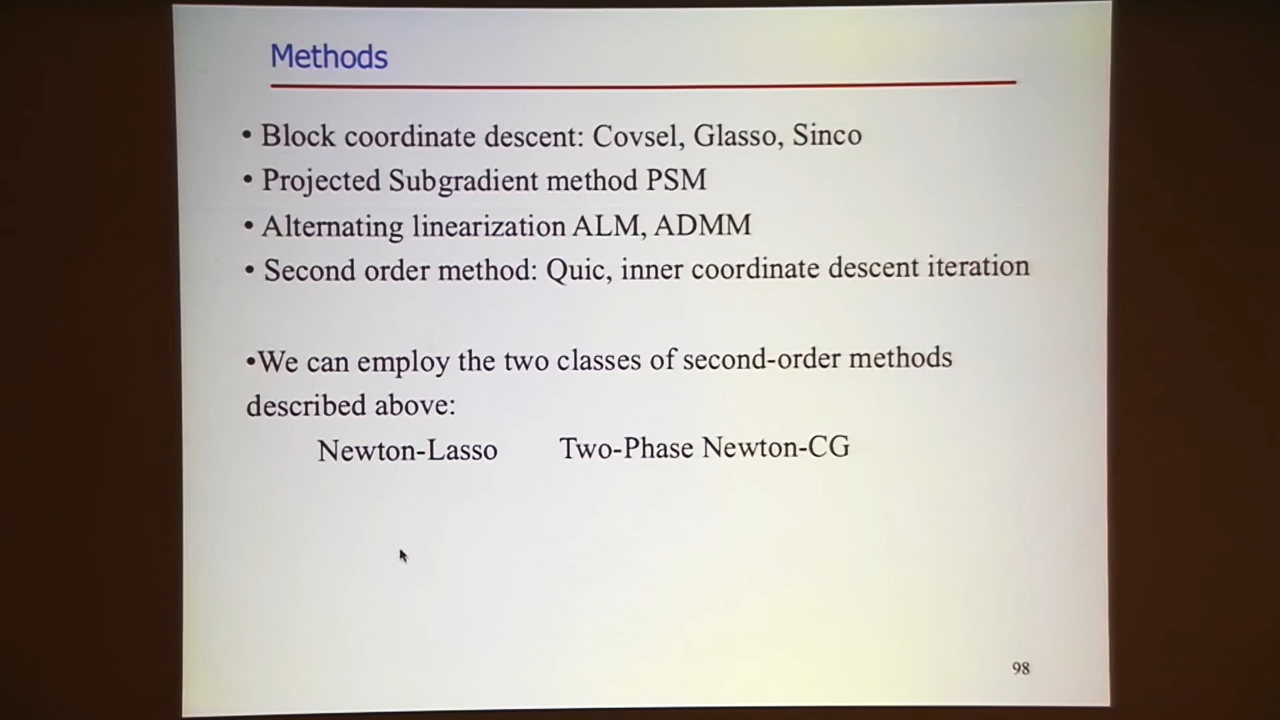 Methods
• Block coordinate descent: Covsel, Glasso, Sinco
• Projected Subgradient method PSM
• Alternating linearization ALM, ADMM
• Second order method: Quic, inner coordinate descent iteration
•We can employ the two classes of second-order methods
described above:
Newton-Lasso Two-Phase Newton-CG
98